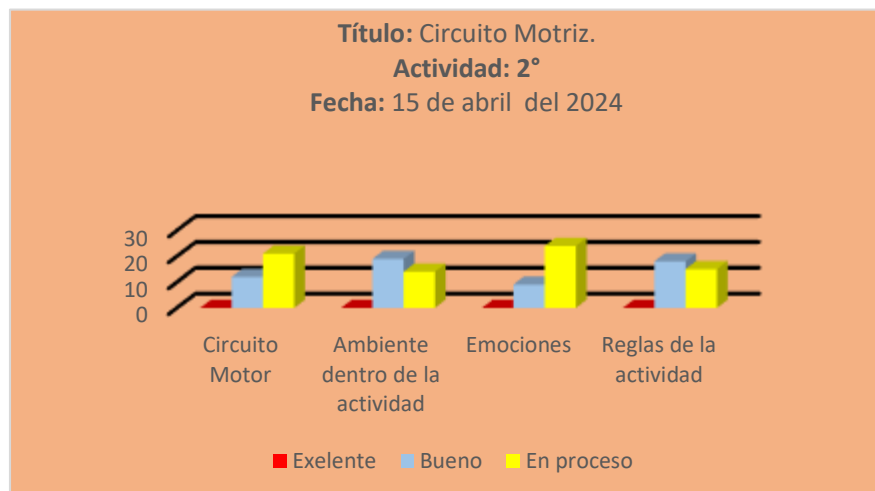 Título: Circuito Motriz.
Actividad: 2°
Fecha: 15 de abril del 2024
30
20
10
0
Circuito Motor
Ambiente dentro de la actividad
Emociones
Reglas de la actividad
Exelente
Bueno
En proceso